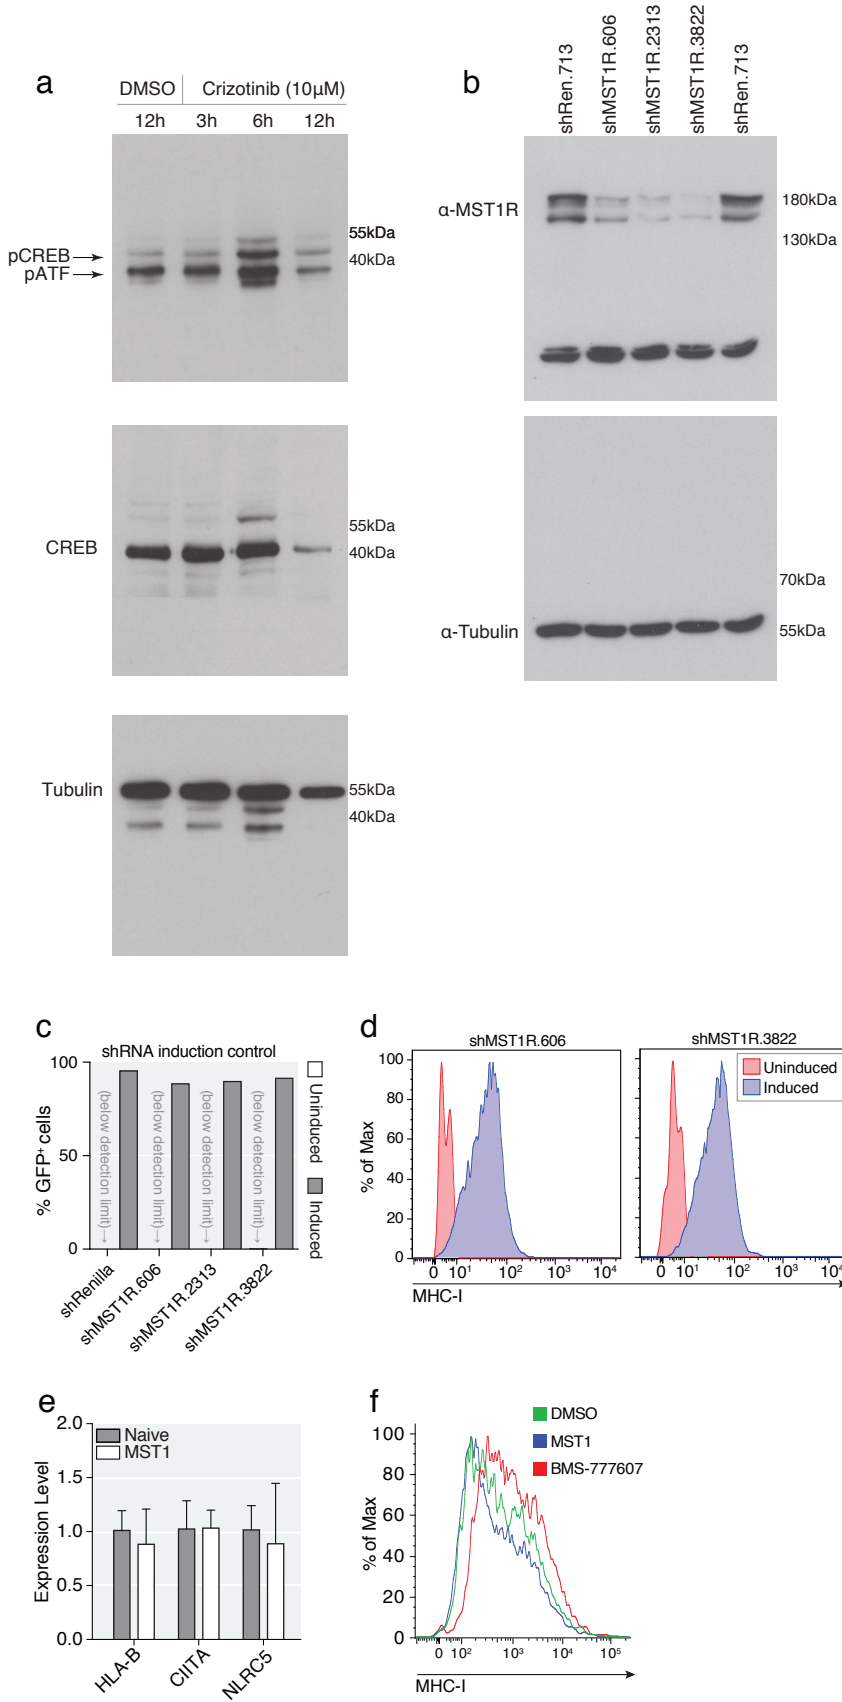 a
DMSO
Crizotinib (10μM)
12h
3h
6h
12h
pCREB
pATF
55kDa
40kDa
CREB
55kDa
40kDa
Tubulin
55kDa
40kDa
b
shRen.713
shMST1R.606
shMST1R.2313
shMST1R.3822
shRen.713
α-MST1R
180kDa
130kDa
α-Tubulin
70kDa
55kDa
c
shRNA induction control
% GFP+ cells
100
50
0
(below detection limit)
(below detection limit)
(below detection limit)
(below detection limit)
Uninduced
Induced
shRenilla
shMST1R.606
shMST1R.2313
shMST1R.3822
d
shMST1R.606
shMST1R.3822
Uninduced
Induced
% of Max
100
80
60
40
20
0
0 10¹ 10² 10³ 10⁴
0 10¹ 10² 10³ 10⁴
MHC-I
e
Expression Level
2.0
1.5
1.0
0.5
0.0
Naive
MST1
HLA-B
CIITA
NLRC5
f
DMSO
MST1
BMS-777607
% of Max
100
80
60
40
20
0
0 10² 10³ 10⁴ 10⁵
MHC-I